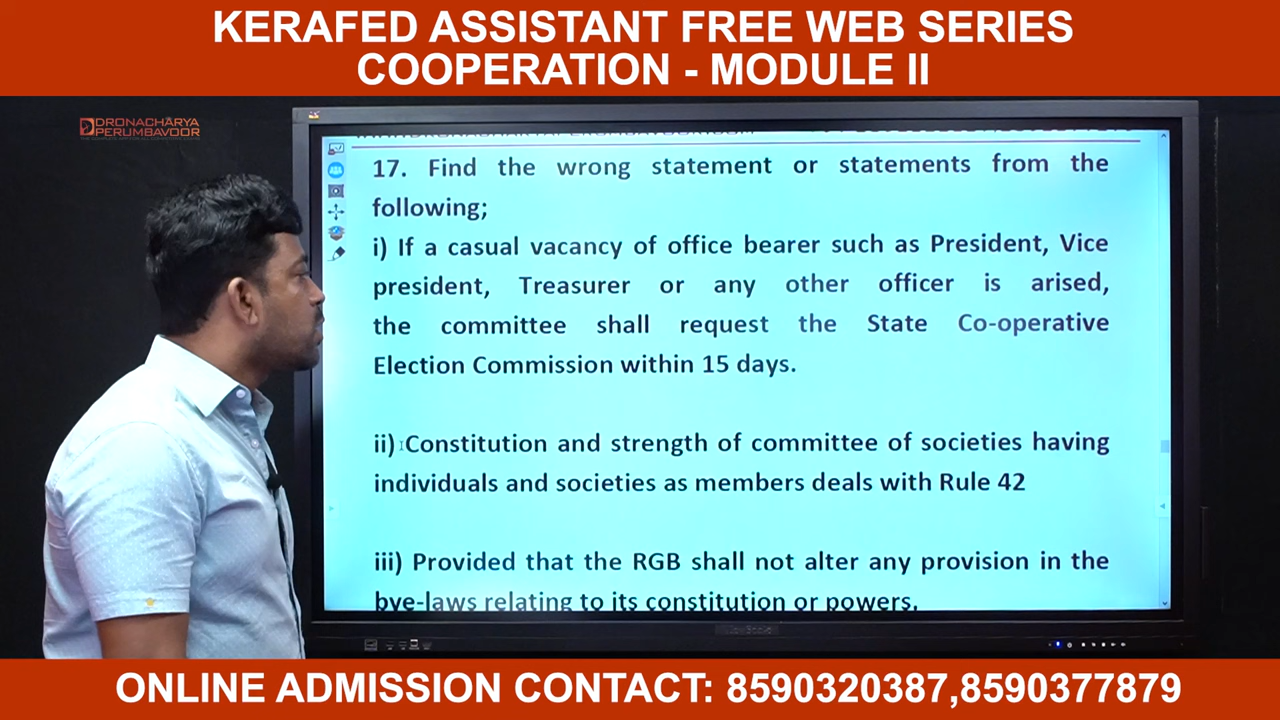 KERAFED ASSISTANT FREE WEB SERIES
COOPERATION - MODULE II
DRONACHARYA
PERUMBAVOOR
17. Find the wrong statement or statements from the
following;
i) If a casual vacancy of office bearer such as President, Vice
president, Treasurer or any other officer is arised,
the committee shall request the State Co-operative
Election Commission within 15 days.
ii) Constitution and strength of committee of societies having
individuals and societies as members deals with Rule 42
iii) Provided that the RGB shall not alter any provision in the
bye-laws relating to its constitution or powers.
ViewSonic
ONLINE ADMISSION CONTACT: 8590320387,8590377879